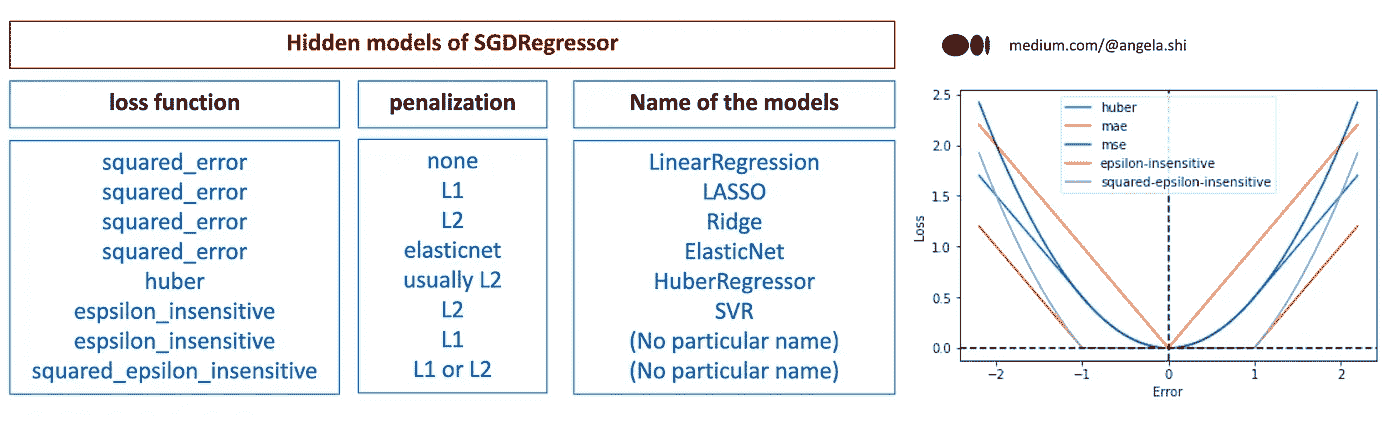 Hidden models of SGDRegressor
loss function penalization Name of the models
squared_error none LinearRegression
squared_error L1 LASSO
squared_error L2 Ridge
squared_error elasticnet ElasticNet
huber usually L2 HuberRegressor
espsilon_insensitive L2 SVR
espsilon_insensitive L1 (No particular name)
squared_epsilon_insensitive L1 or L2 (No particular name)
medium.com/@angela.shi
huber
mae
mse
epsilon-insensitive
squared-epsilon-insensitive
2.5
2.0
1.5
1.0
0.5
0.0
Loss
−2 −1 0 1 2
Error